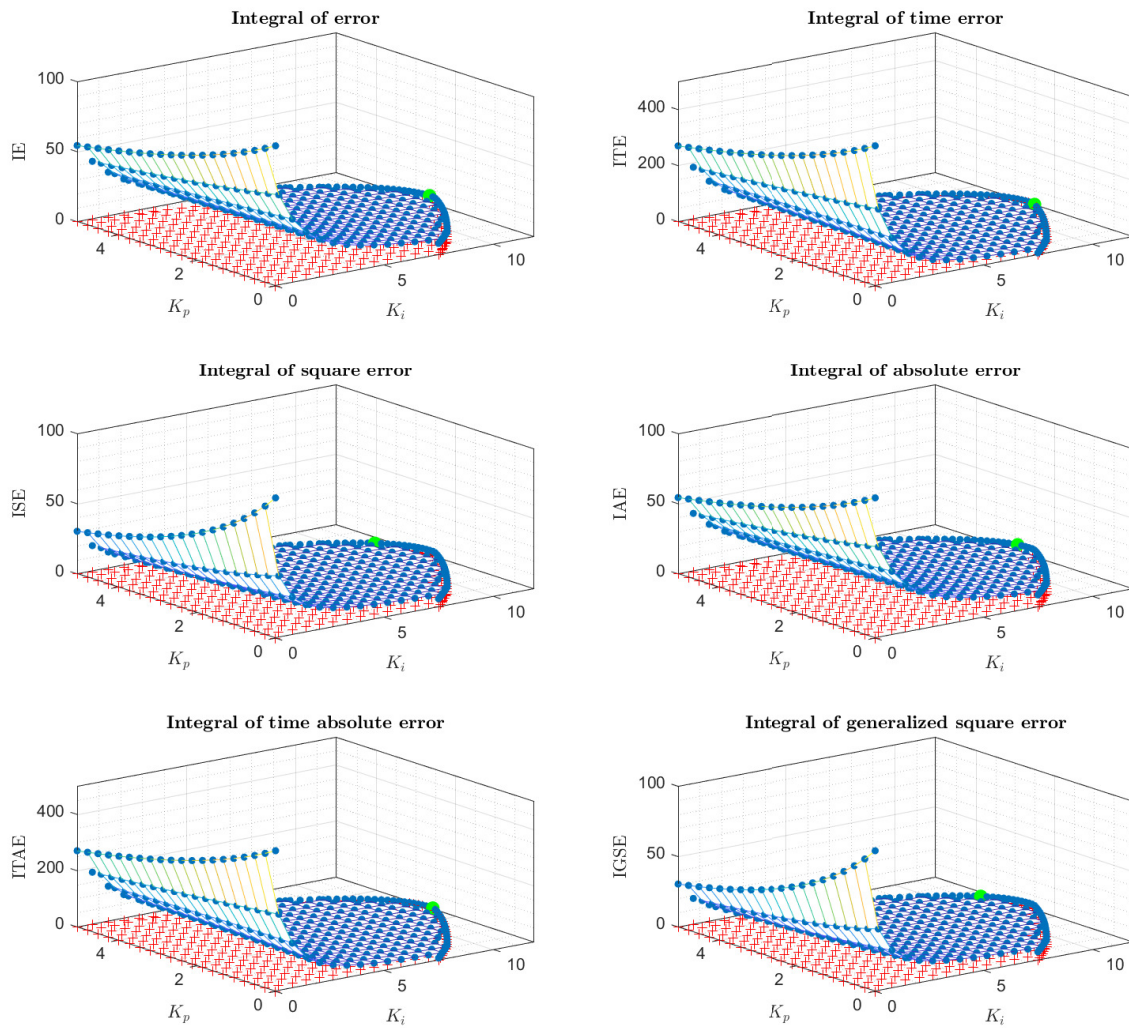 Integral of error
100
50
0
IE
4
2
0
K_p
0
5
10
K_i
Integral of time error
400
200
0
ITE
4
2
0
K_p
0
5
10
K_i
Integral of square error
100
50
0
ISE
4
2
0
K_p
0
5
10
K_i
Integral of absolute error
100
50
0
IAE
4
2
0
K_p
0
5
10
K_i
Integral of time absolute error
400
200
0
ITAE
4
2
0
K_p
0
5
10
K_i
Integral of generalized square error
100
50
0
IGSE
4
2
0
K_p
0
5
10
K_i